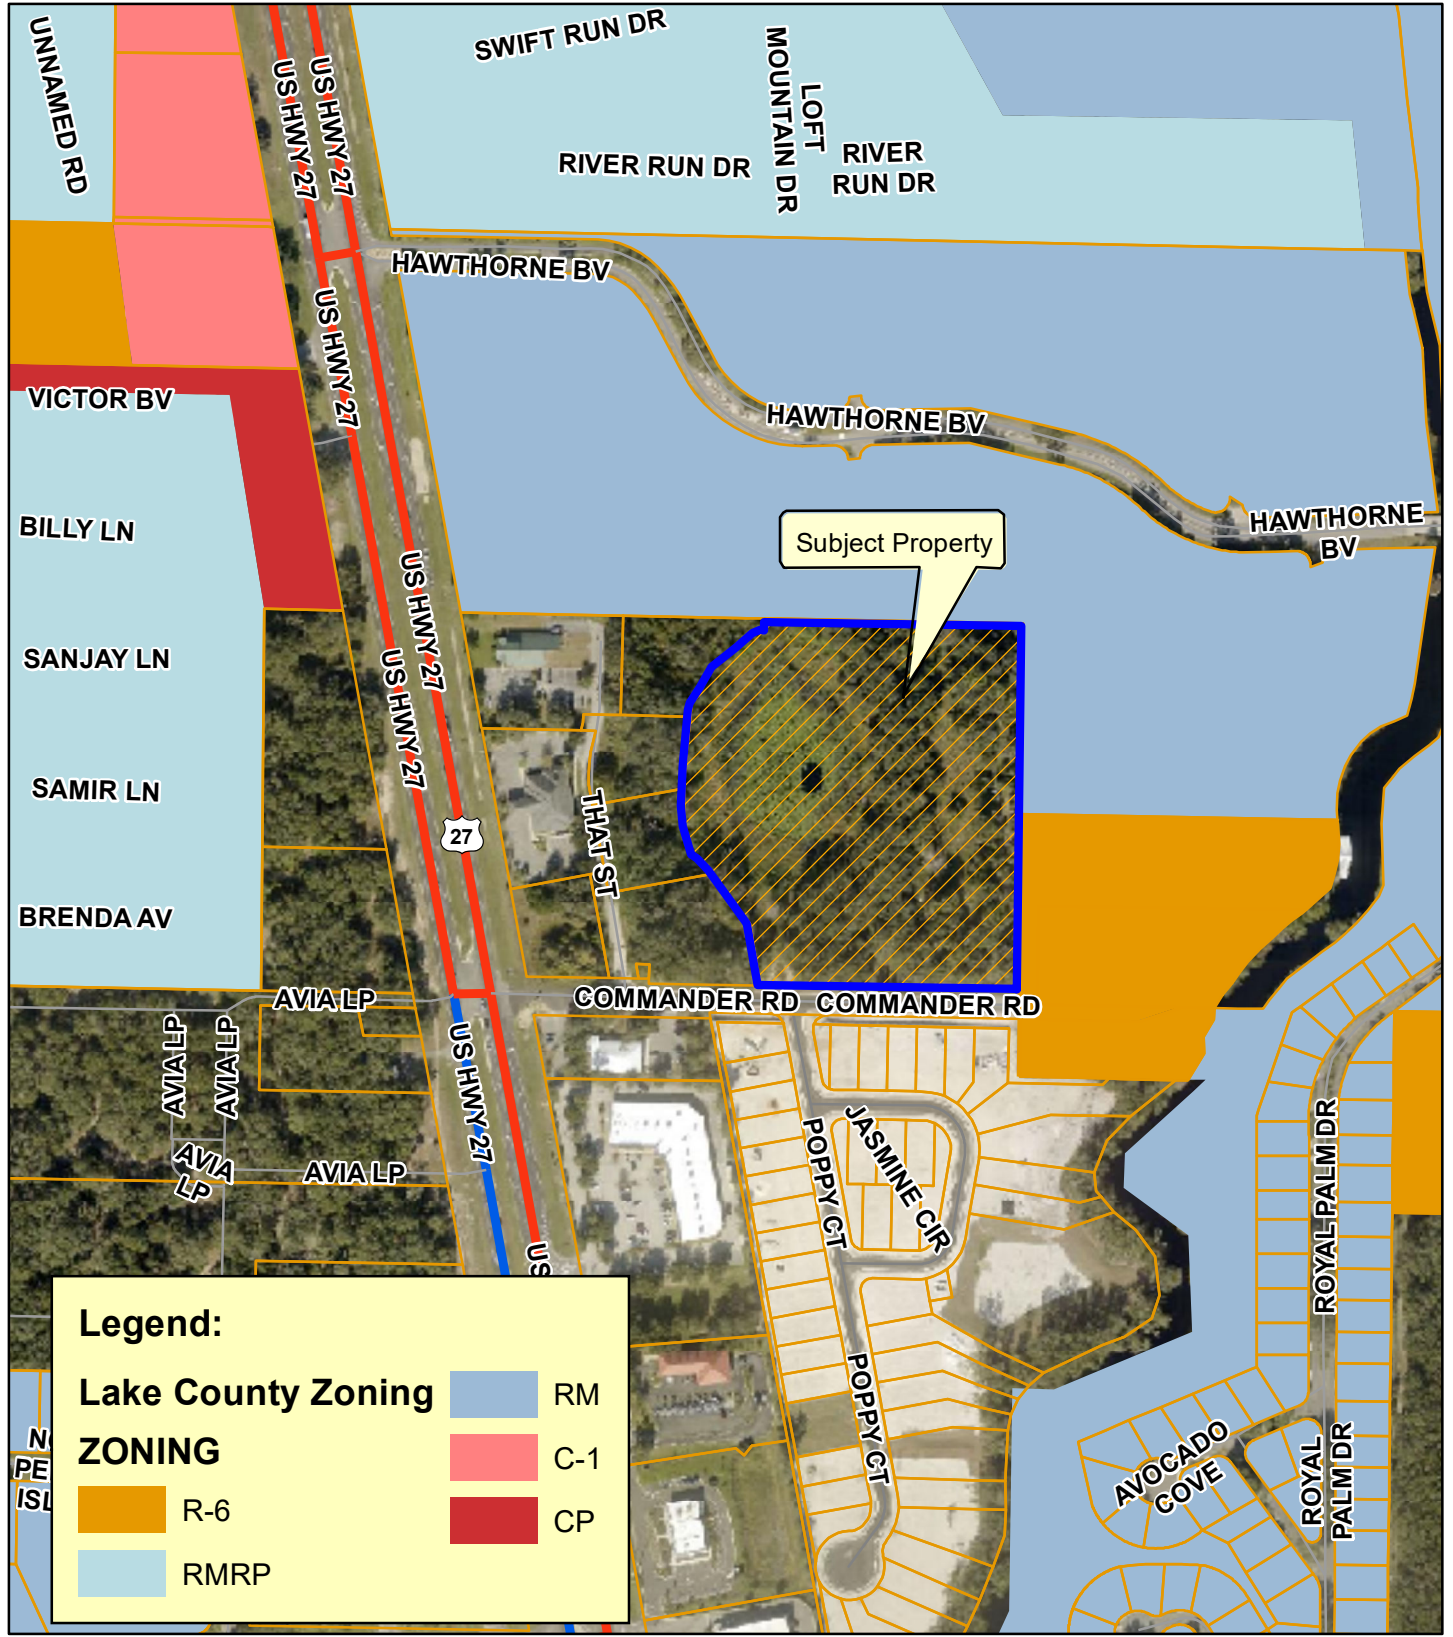 UNNAMED RD
SWIFT RUN DR
LOFT
MOUNTAIN DR
RIVER RUN DR
RIVER
RUN DR
US HWY 27
US HWY 27
HAWTHORNE BV
US HWY 27
VICTOR BV
HAWTHORNE BV
HAWTHORNE
BV
BILLY LN
Subject Property
US HWY 27
SANJAY LN
US HWY 27
SAMIR LN
27
THAT ST
BRENDA AV
AVIA LP
COMMANDER RD
COMMANDER RD
AVIA LP
AVIA LP
US HWY 27
AVIA
LP
AVIA LP
POPPY CT
JASMINE CIR
ROYAL PALM DR
US
Legend:
Lake County Zoning
ZONING
R-6
RMRP
RM
C-1
CP
POPPY CT
AVOCADO
COVE
ROYAL
PALM DR
PE
ISL